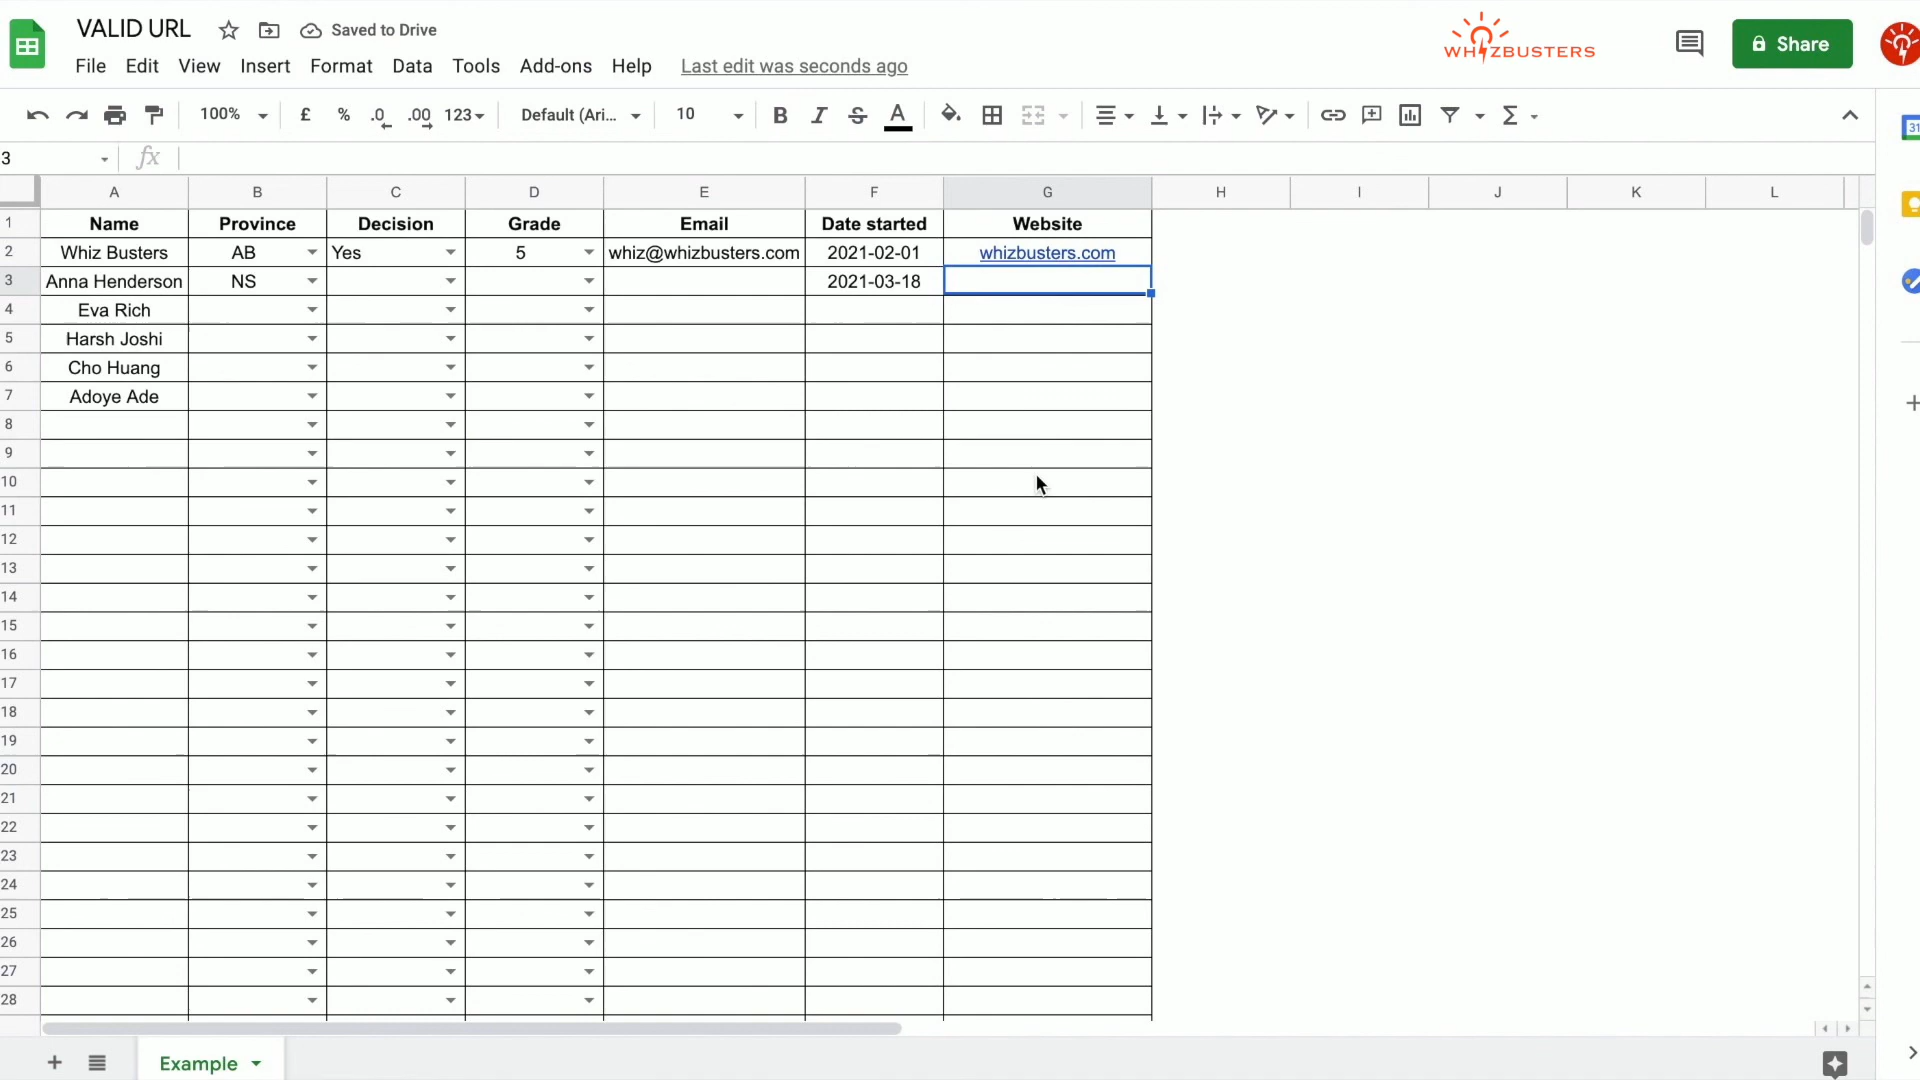 VALID URL
Saved to Drive
WHIZBUSTERS
Share
File Edit View Insert Format Data Tools Add-ons Help Last edit was seconds ago
100% £ % .0 .00 123 Default (Ari... 10 B I S A
31
3 fx
A B C D E F G H I J K L
1 Name Province Decision Grade Email Date started Website
2 Whiz Busters AB Yes 5 whiz@whizbusters.com 2021-02-01 whizbusters.com
3 Anna Henderson NS 2021-03-18
4 Eva Rich
5 Harsh Joshi
6 Cho Huang
7 Adoye Ade
8
9
10
11
12
13
14
15
16
17
18
19
20
21
22
23
24
25
26
27
28
Example